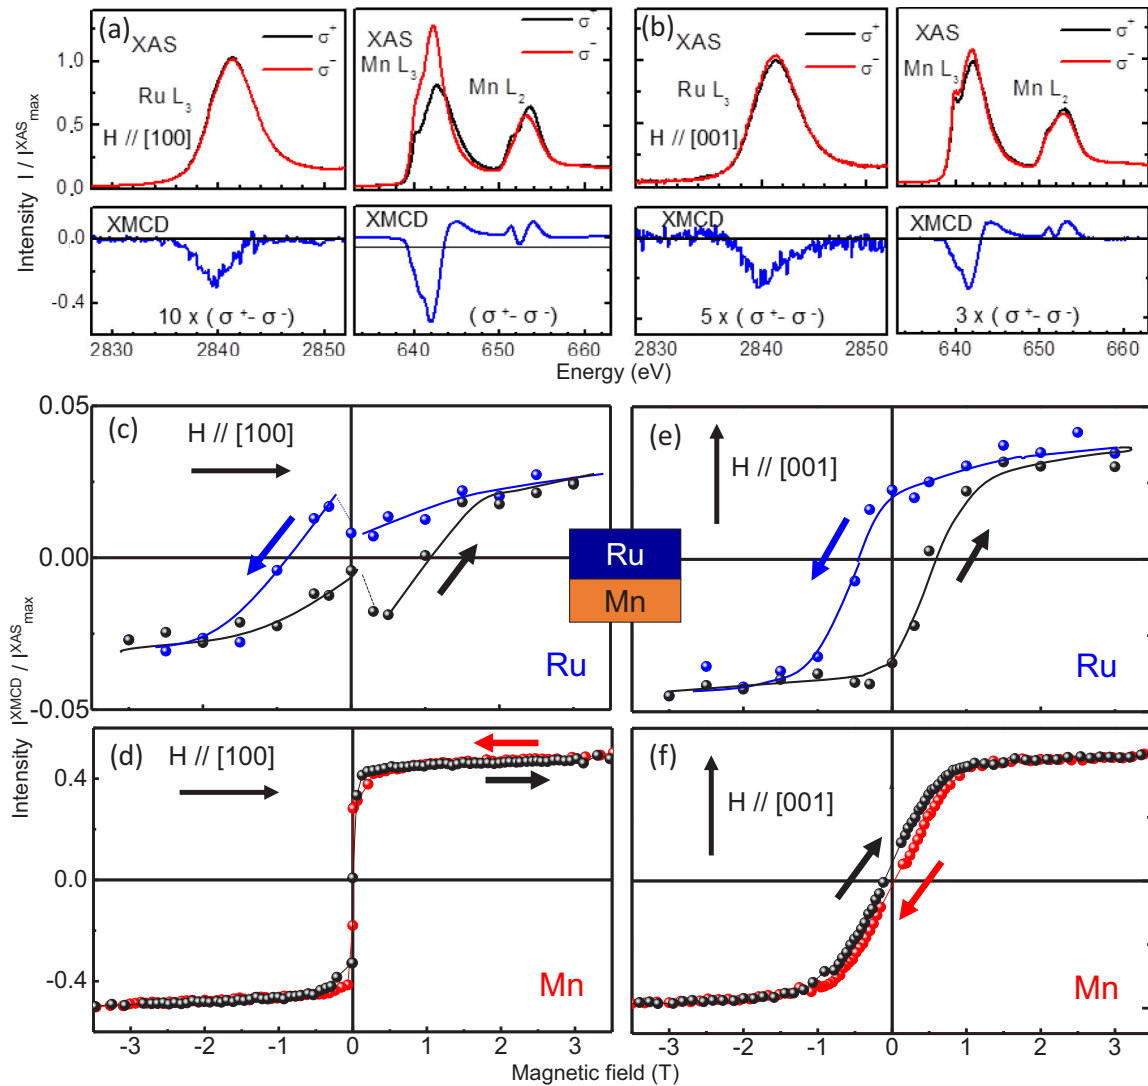 (a)
XAS
σ⁺
σ⁻
Ru L₃
H // [100]
XAS
Mn L₃
σ⁺
σ⁻
Mn L₂
(b)
XAS
σ⁺
σ⁻
Ru L₃
H // [001]
XAS
Mn L₃
σ⁺
σ⁻
Mn L₂
1.0
0.5
0.0
Intensity I / I^XAS_max
XMCD
10 x ( σ⁺- σ⁻)
XMCD
( σ⁺- σ⁻)
XMCD
5 x ( σ⁺- σ⁻)
XMCD
3 x ( σ⁺- σ⁻)
0.0
-0.4
2830 2840 2850 640 650 660 2830 2840 2850 640 650 660
Energy (eV)
0.05
0.00
-0.05
(c)
H // [100]
Ru
(e)
H // [001]
Ru
Ru
Mn
Intensity I^XMCD / I^XAS_max
0.4
0.0
-0.4
(d)
H // [100]
Mn
(f)
H // [001]
Mn
-3 -2 -1 0 1 2 3 -3 -2 -1 0 1 2 3
Magnetic field (T)